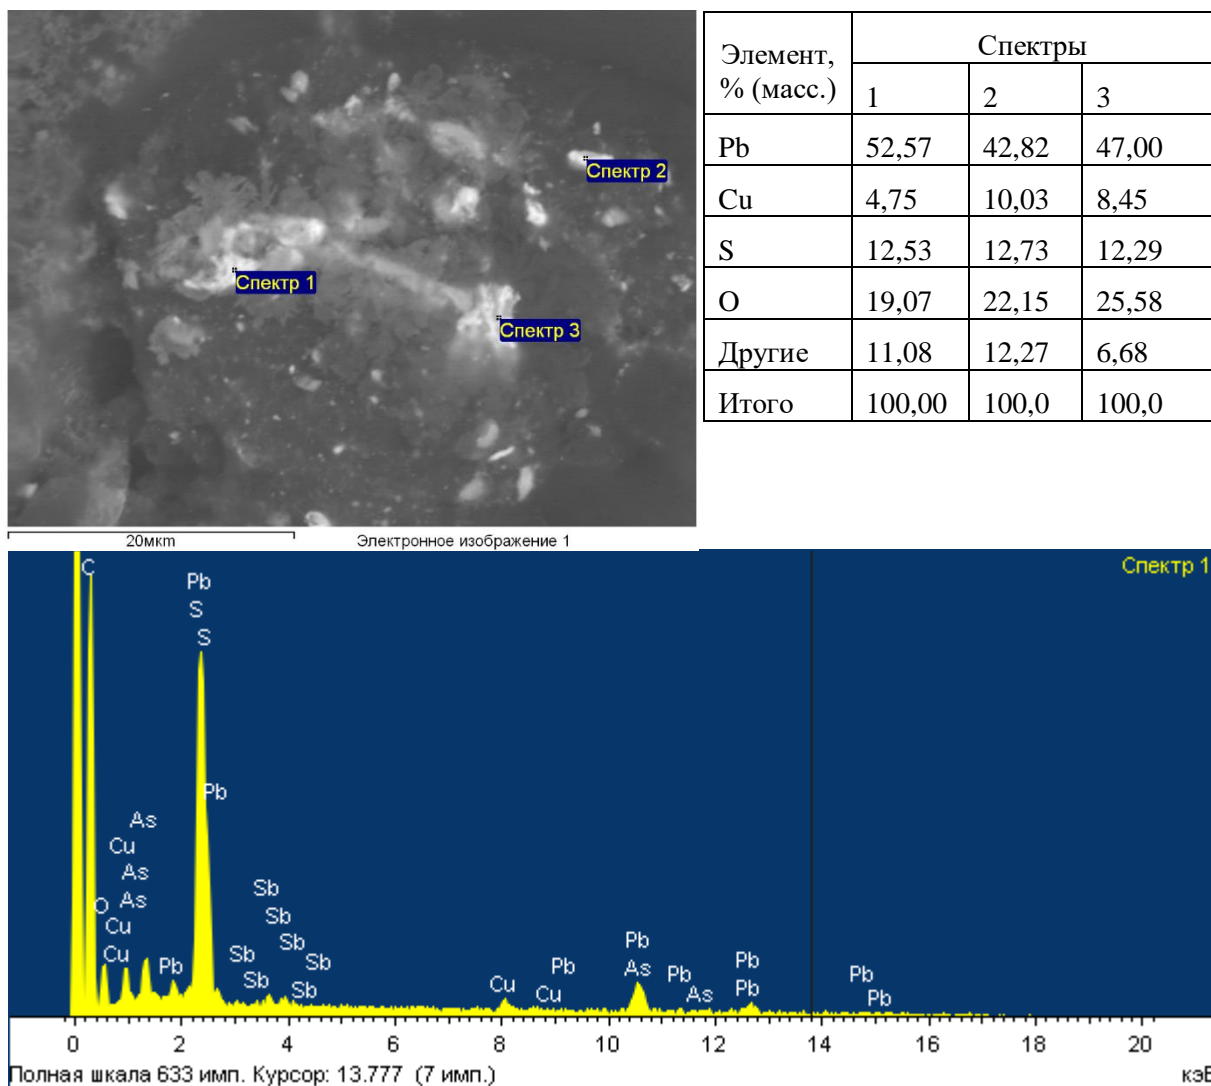 Спектр 2
Спектр 1
Спектр 3
20мкm Электронное изображение 1
Элемент, % (масс.) Спектры
1 2 3
Pb 52,57 42,82 47,00
Cu 4,75 10,03 8,45
S 12,53 12,73 12,29
O 19,07 22,15 25,58
Другие 11,08 12,27 6,68
Итого 100,00 100,0 100,0
Спектр 1
C
Pb
S
S
Pb
As
Cu
As
O As
Cu
Cu
Pb
Sb
Sb
Sb
Sb Sb
Sb Sb
Cu
Cu
Pb
Pb
As
Pb
As
Pb
Pb
Pb
Pb
0 2 4 6 8 10 12 14 16 18 20
Полная шкала 633 имп. Курсор: 13.777 (7 имп.) кэВ